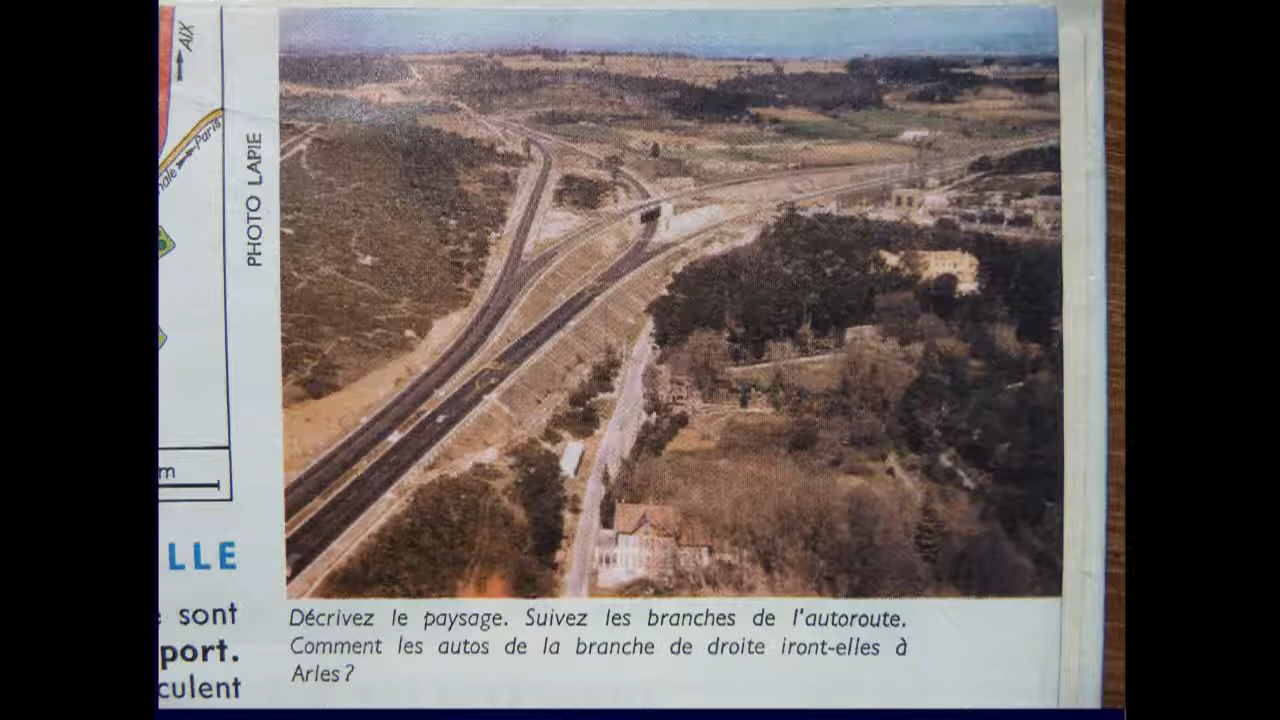 AIX
nale
Paris
PHOTO LAPIE
m
LLE
sont
port.
culent
Décrivez le paysage. Suivez les branches de l'autoroute.
Comment les autos de la branche de droite iront-elles à
Arles?